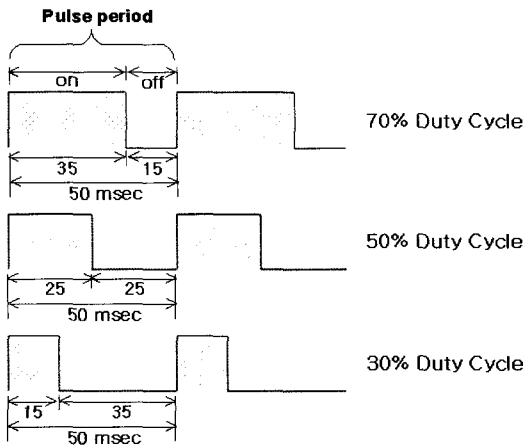 Pulse period
on off
70% Duty Cycle
35 15
50 msec
50% Duty Cycle
25 25
50 msec
30% Duty Cycle
15 35
50 msec